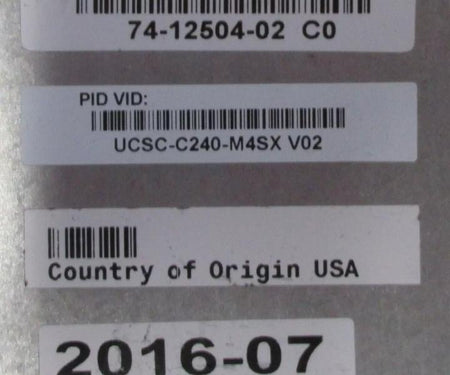 74-12504-02 C0
PID VID:
UCSC-C240-M4SX V02
Country of Origin USA
2016-07